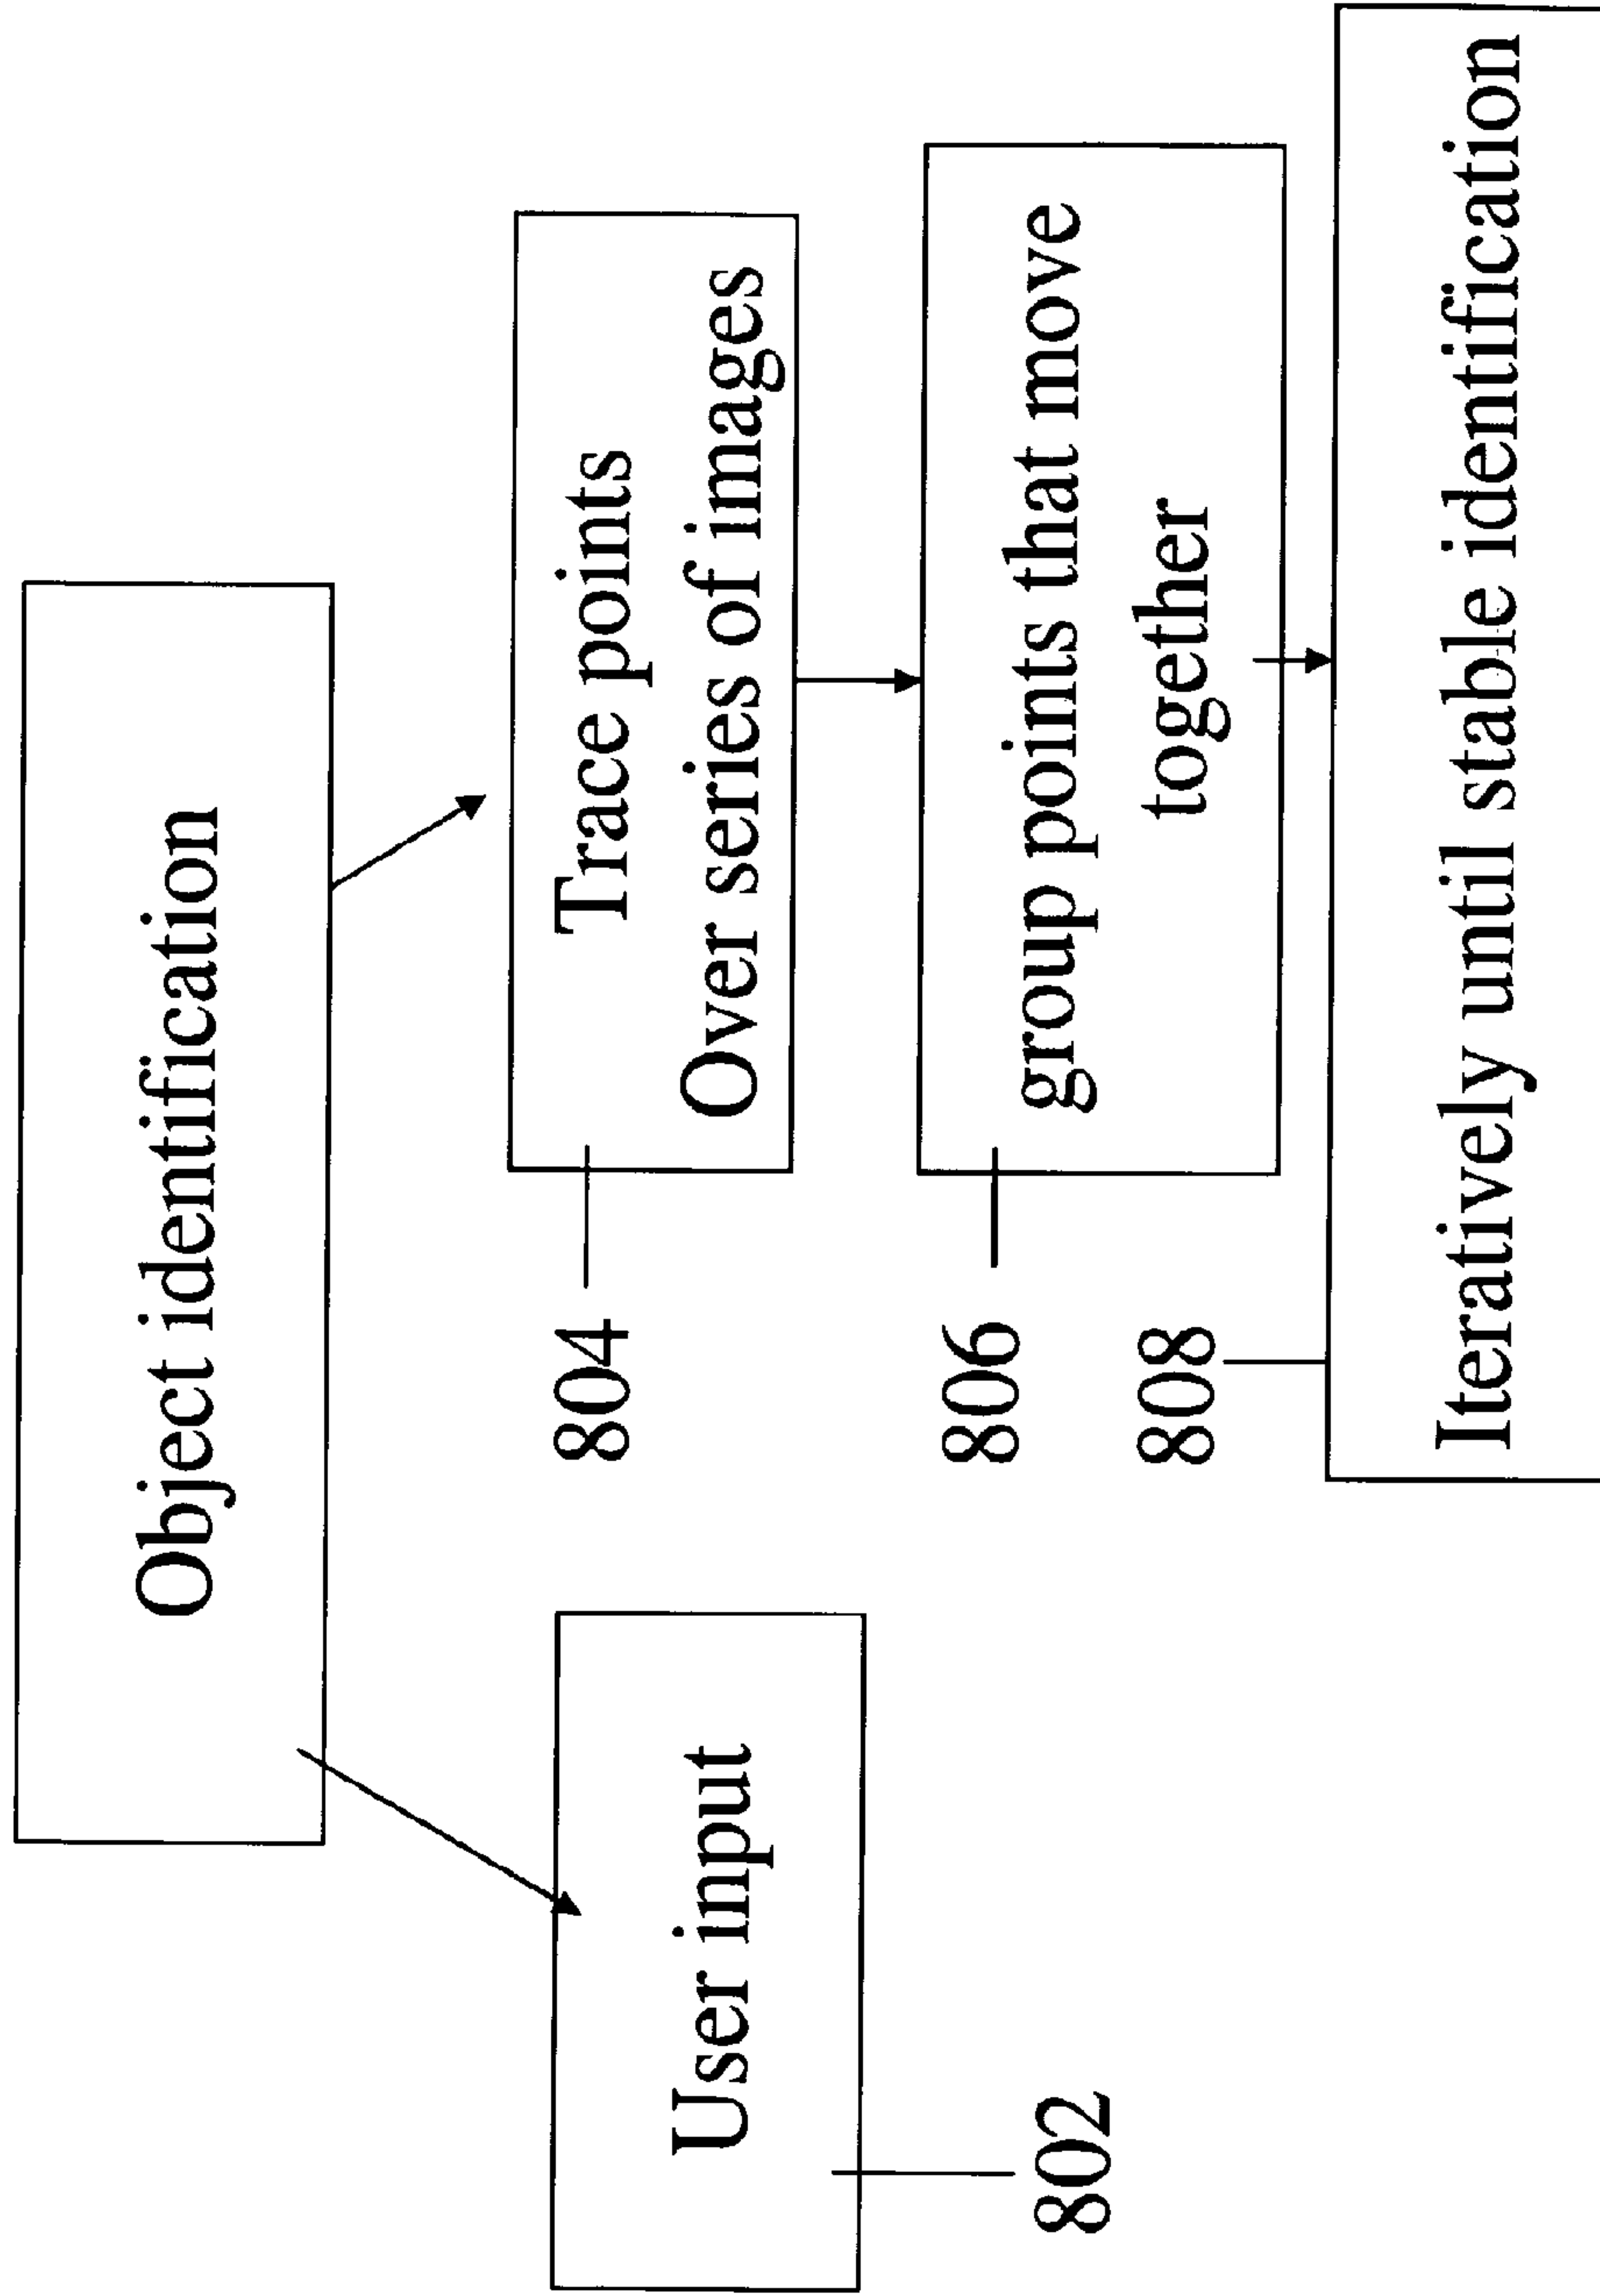 Object identification
User input
802
804
Trace points
Over series of images
806
group points that move
together
808
Iteratively until stable identification